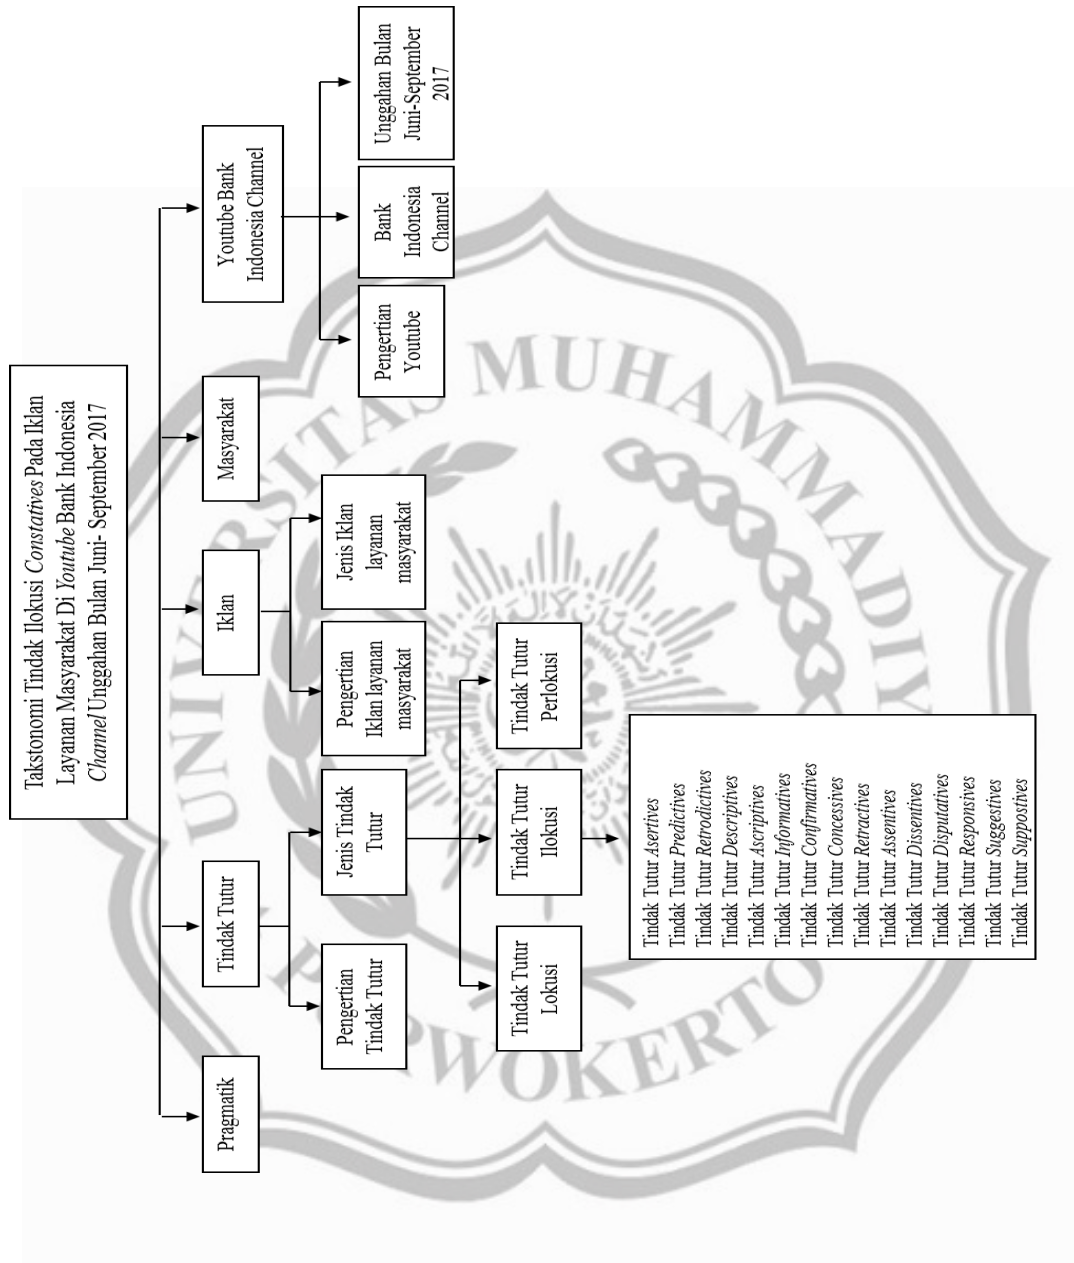 Takstonomi Tindak Ilokusi Constatives Pada Iklan
Layanan Masyarakat Di Youtube Bank Indonesia
Channel Unggahan Bulan Juni- September 2017
Pragmatik
Tindak Tutur
Iklan
Masyarakat
Youtube Bank
Indonesia Channel
Pengertian
Tindak Tutur
Jenis Tindak
Tutur
Pengertian
Iklan layanan
masyarakat
Jenis Iklan
layanan
masyarakat
Pengertian
Youtube
Bank
Indonesia
Channel
Unggahan Bulan
Juni-September
2017
Tindak Tutur
Lokusi
Tindak Tutur
Ilokusi
Tindak Tutur
Perlokusi
Tindak Tutur Asertives
Tindak Tutur Predictives
Tindak Tutur Retrodictives
Tindak Tutur Descriptives
Tindak Tutur Ascriptives
Tindak Tutur Informatives
Tindak Tutur Confirmatives
Tindak Tutur Concessives
Tindak Tutur Retractives
Tindak Tutur Assentives
Tindak Tutur Dissentives
Tindak Tutur Disputatives
Tindak Tutur Responsives
Tindak Tutur Suggestives
Tindak Tutur Suppostives
MUHAMMADIY